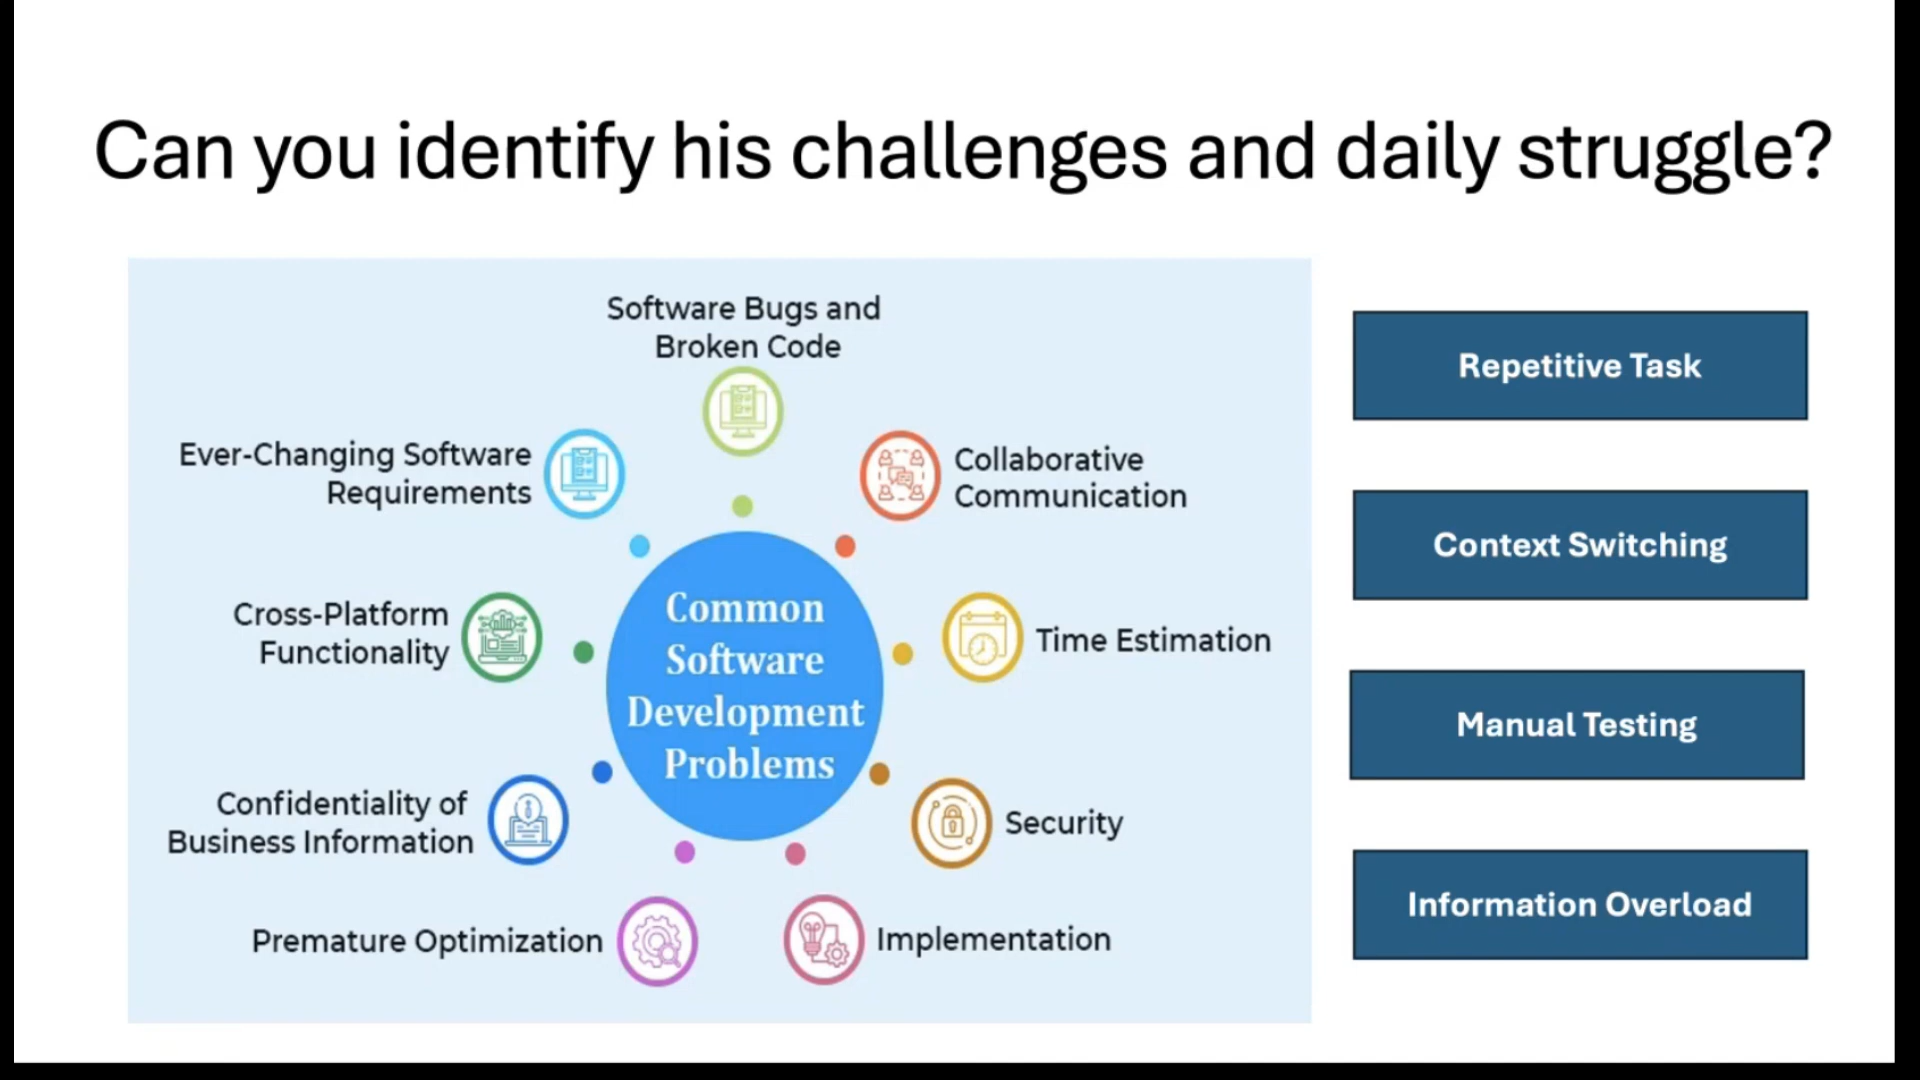 Can you identify his challenges and daily struggle?
Software Bugs and
Broken Code
Ever-Changing Software
Requirements
Collaborative
Communication
Cross-Platform
Functionality
Time Estimation
Common
Software
Development
Problems
Confidentiality of
Business Information
Security
Premature Optimization
Implementation
Repetitive Task
Context Switching
Manual Testing
Information Overload